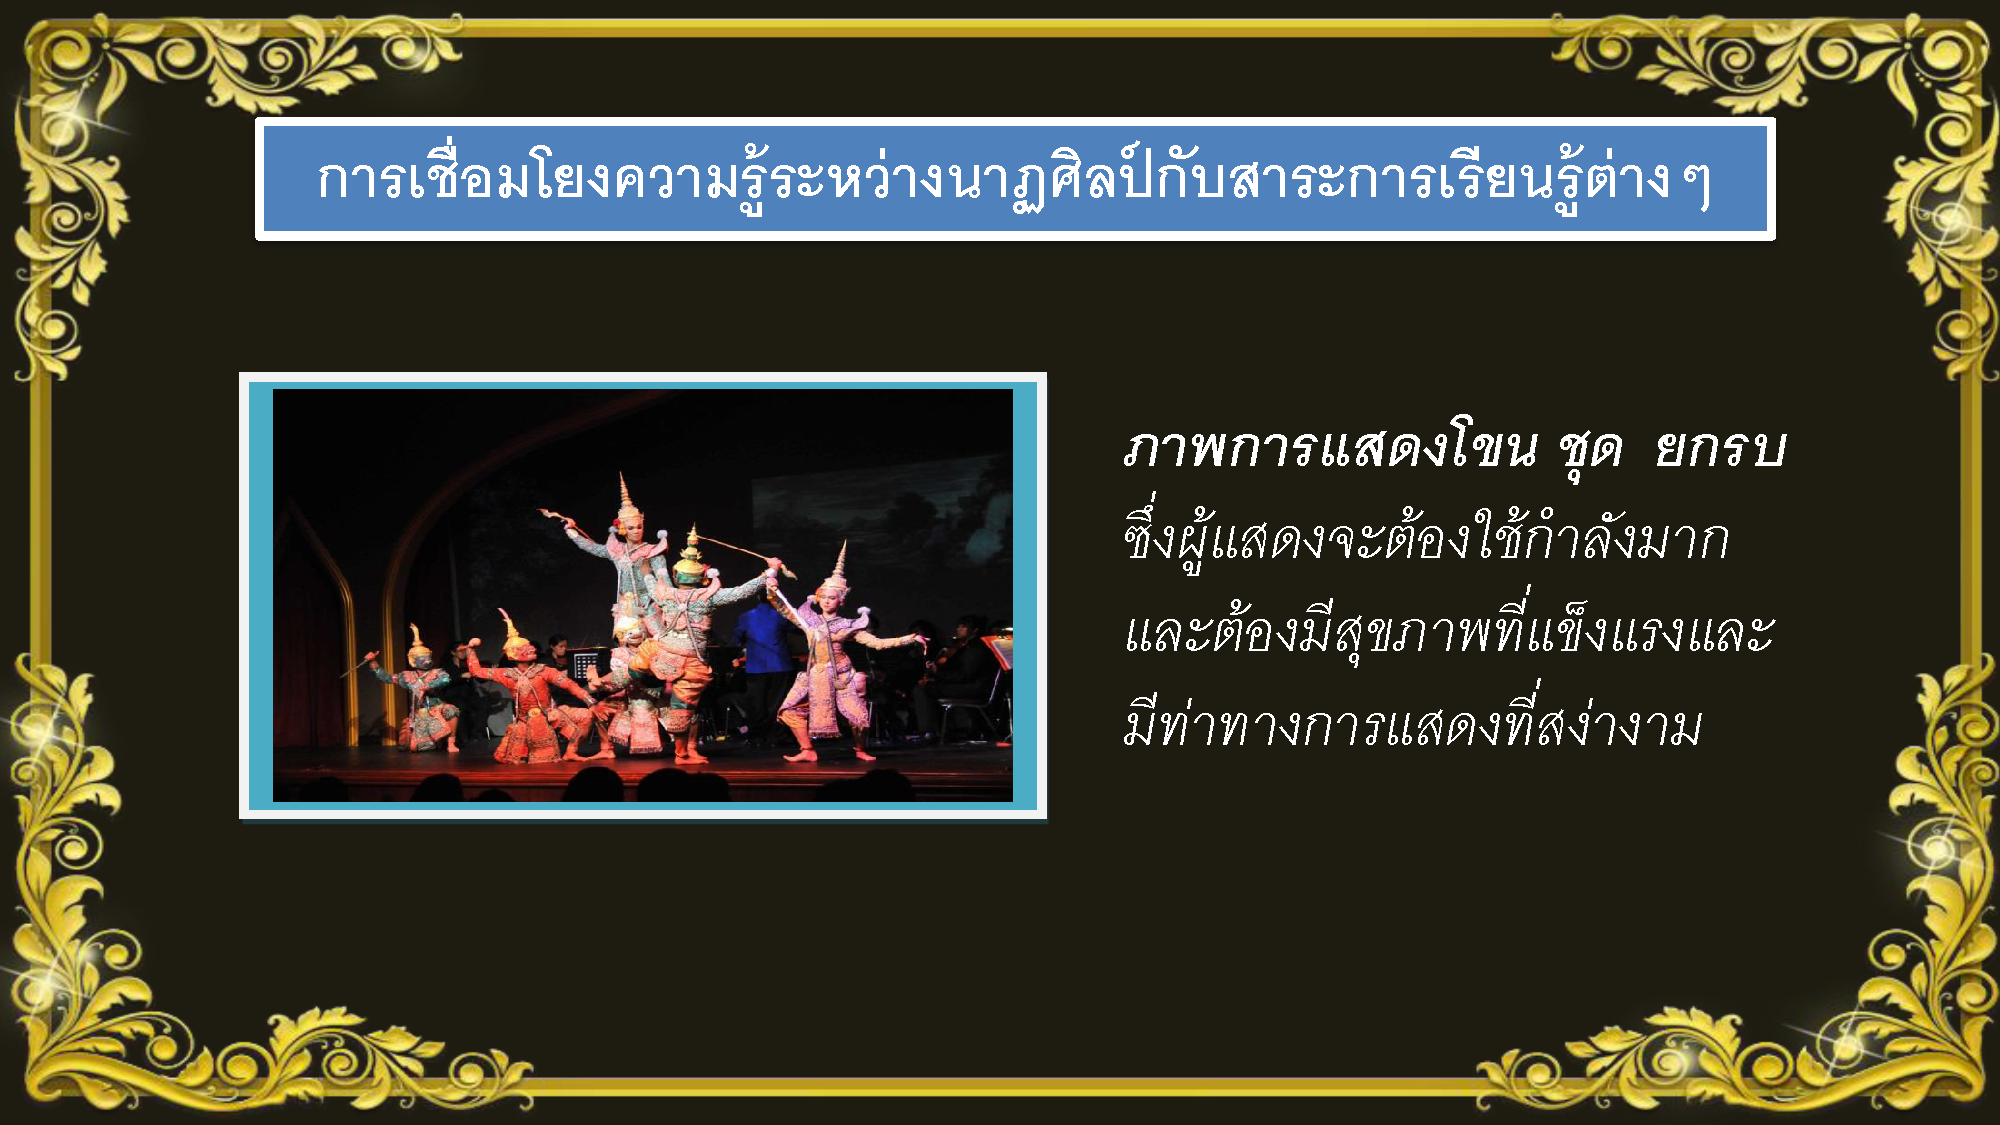 การเชื่อมโยงความรู้ระหว่างนาฏศิลป์กับสาระการเรียนรู้ต่าง ๆ
ภาพการแสดงโขน ชุด ยกรบ
ซึ่งผู้แสดงจะต้องใช้กำลังมาก
และต้องมีสุขภาพที่แข็งแรงและ
มีท่าทางการแสดงที่สง่างาม